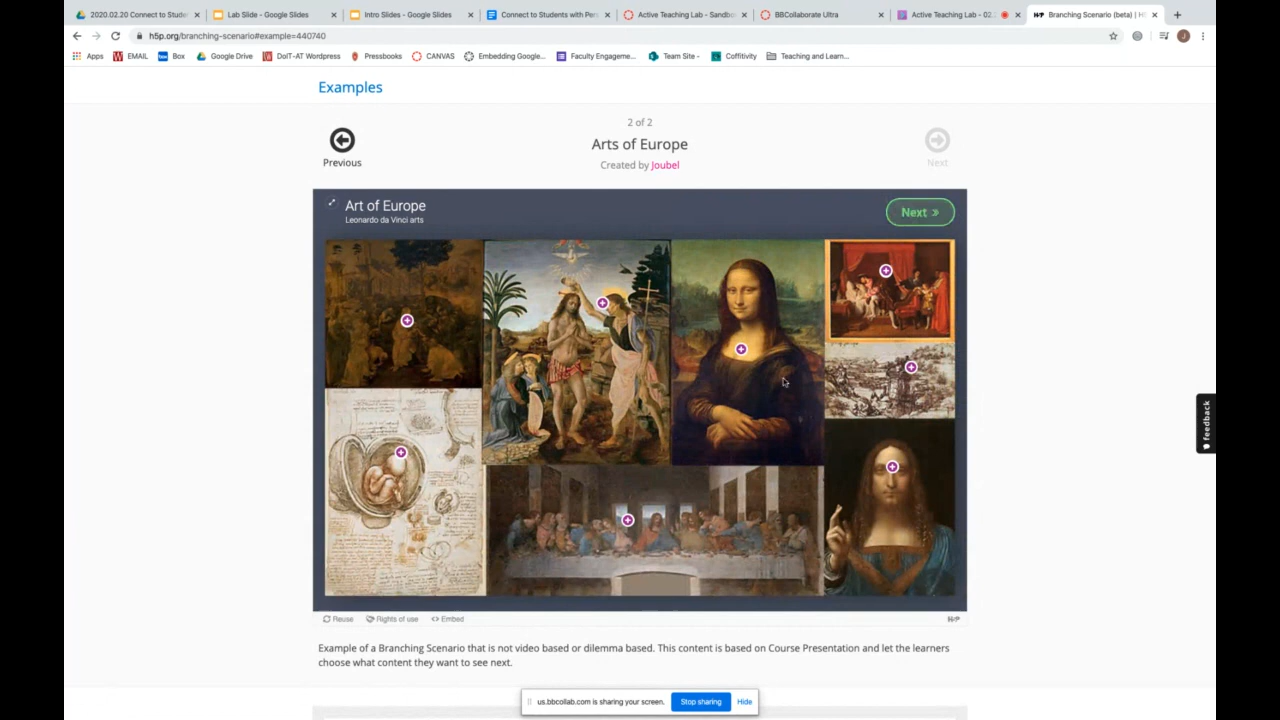 2020.02.20 Connect to Stude
Lab Slide - Google Slides
Intro Slides - Google Slides
Connect to Students with Pers
Active Teaching Lab - Sandbo
BBCollaborate Ultra
Active Teaching Lab - 02.
Branching Scenario (beta) | H
h5p.org/branching-scenario#example=440740
Apps
EMAIL
Box
Google Drive
DoIT-AT Wordpress
Pressbooks
CANVAS
Embedding Google...
Faculty Engageme...
Team Site -
Coffitivity
Teaching and Learn...
Examples
2 of 2
Previous
Arts of Europe
Next
Created by Joubel
Art of Europe
Leonardo da Vinci arts
Next »
feedback
Reuse
Rights of use
<> Embed
H5P
Example of a Branching Scenario that is not video based or dilemma based. This content is based on Course Presentation and let the learners
choose what content they want to see next.
us.bbcollab.com is sharing your screen.
Stop sharing
Hide